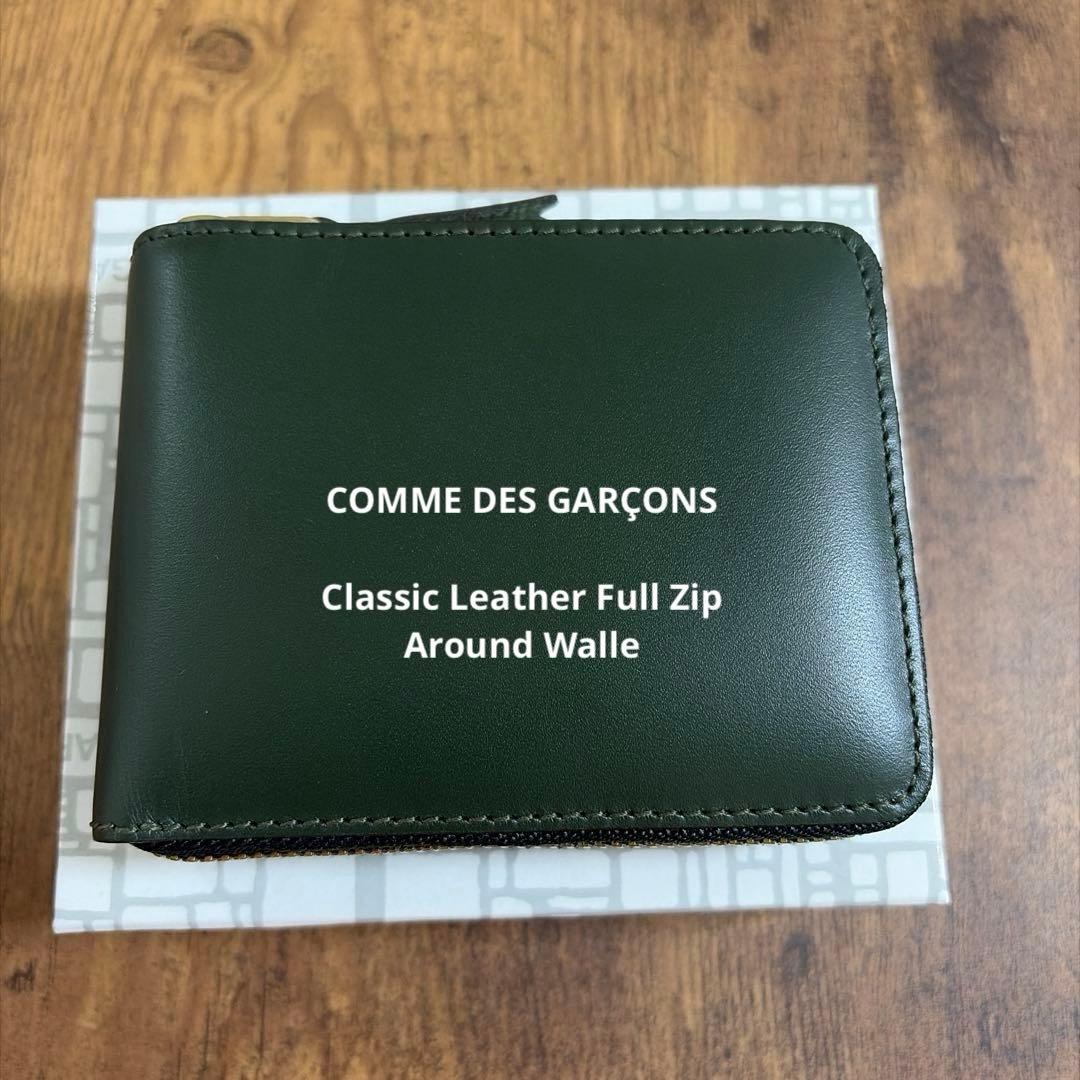 COMME DES GARÇONS
Classic Leather Full Zip
Around Walle